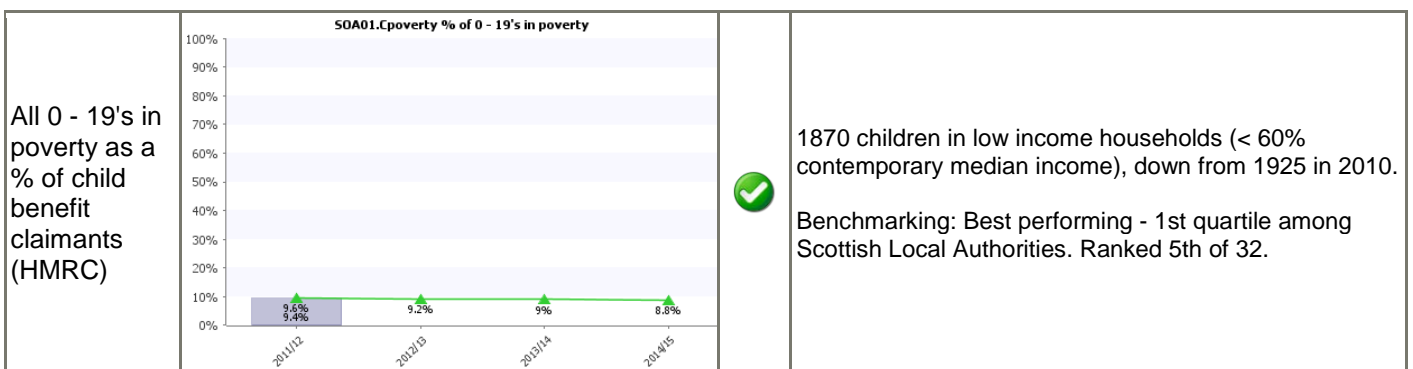 All 0 - 19's in
poverty as a
% of child
benefit
claimants
(HMRC)
SOA01.Cpoverty % of 0 - 19's in poverty
100%
90%
80%
70%
60%
50%
40%
30%
20%
10%
0%
9.6%
9.4%
9.2%
9%
8.8%
2011/12
2012/13
2013/14
2014/15
1870 children in low income households (< 60%
contemporary median income), down from 1925 in 2010.
Benchmarking: Best performing - 1st quartile among
Scottish Local Authorities. Ranked 5th of 32.